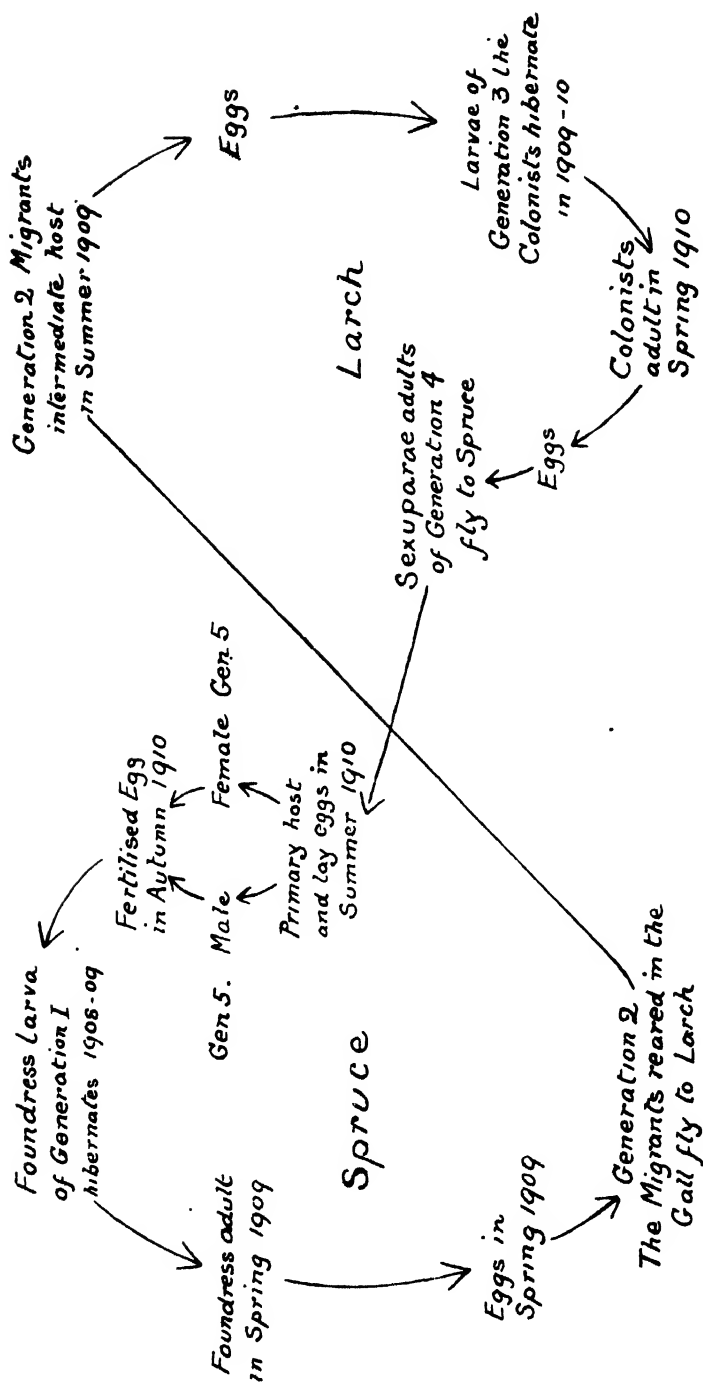 Foundress Larva
of Generation I
hibernates 1908-09
Foundress adult
in Spring 1909
Eggs in
Spring 1909
Generation 2
The Migrants reared in the
Gall fly to Larch
Spruce
Fertilised Egg
in Autumn 1910
Gen 5. Male
Female Gen 5
Primary host
and lay eggs in
Summer 1910
Generation 2 Migrants
intermediate host
in Summer 1909
Eggs
Larvae of
Generation 3 the
Colonists hibernate
in 1909-10
Colonists
adult in
Spring 1910
Eggs
Sexuparae adults
of Generation 4
fly to Spruce
Larch